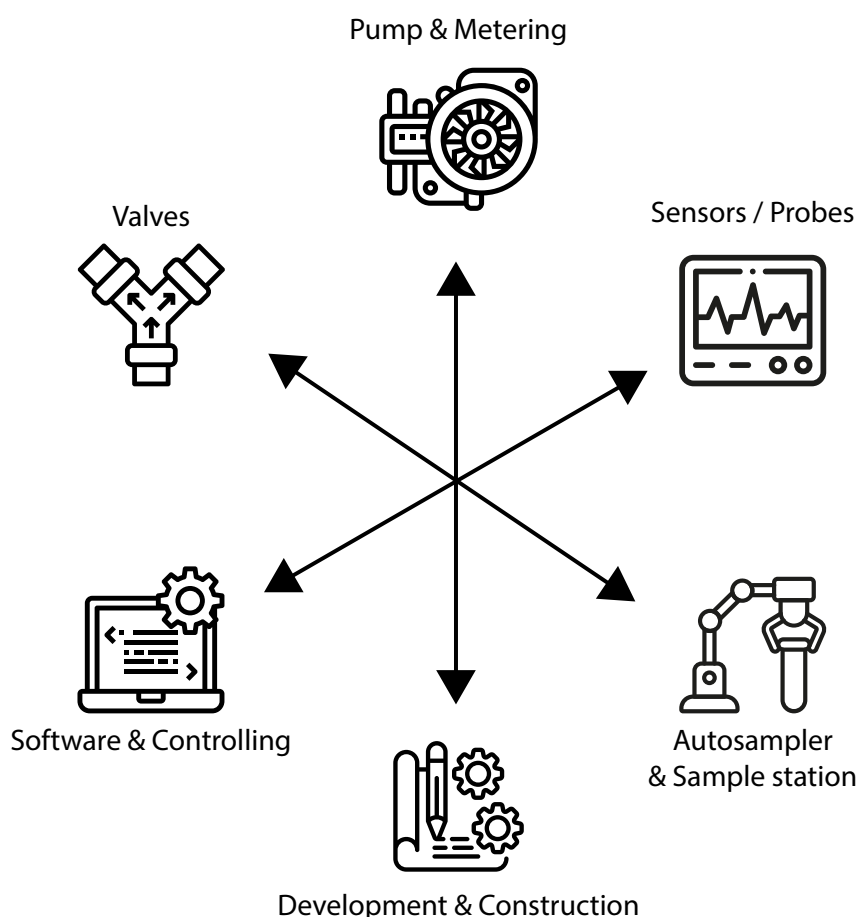 Pump & Metering
Valves
Sensors / Probes
Software & Controlling
Autosampler
& Sample station
Development & Construction